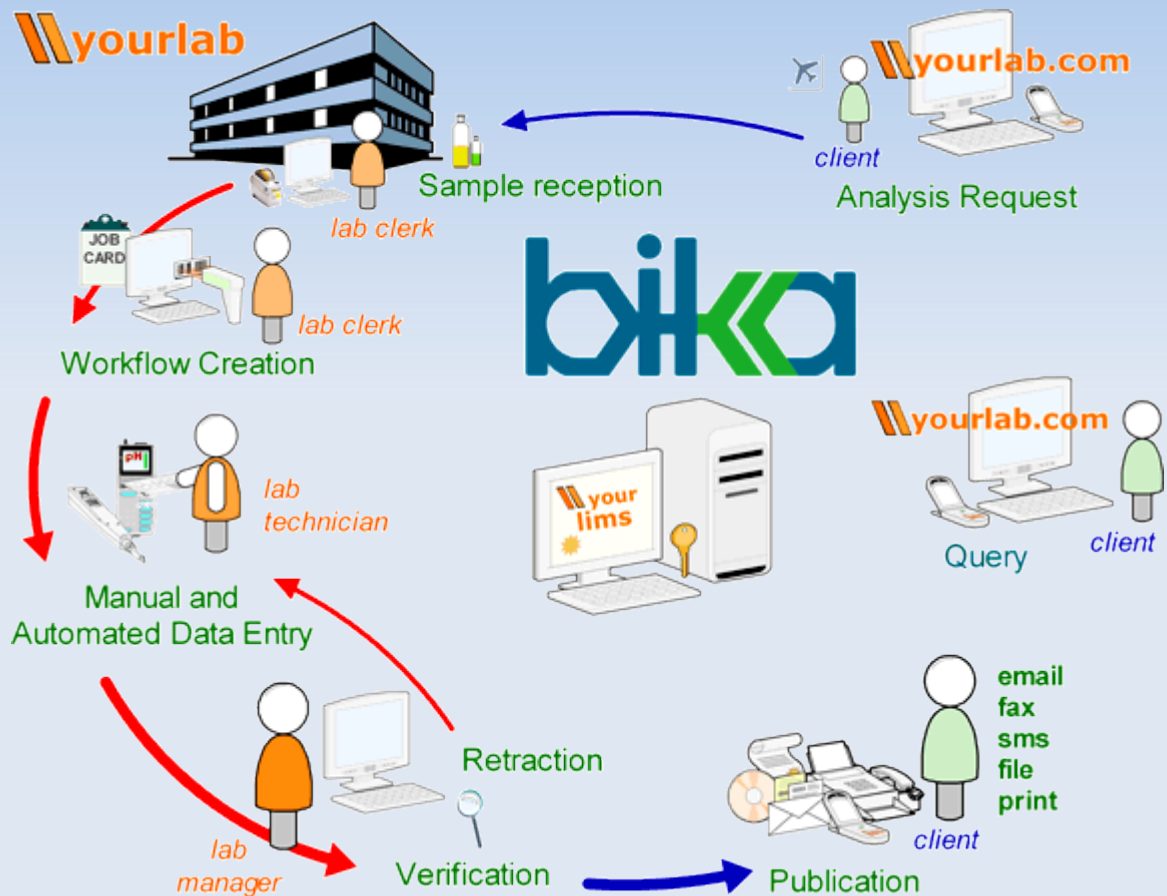 yourlab
yourlab.com
client
Analysis Request
Sample reception
lab clerk
JOB
CARD
lab clerk
Workflow Creation
bika
yourlab.com
client
Query
your
lims
pH
lab
technician
Manual and
Automated Data Entry
Retraction
lab
manager
Verification
email
fax
sms
file
print
client
Publication